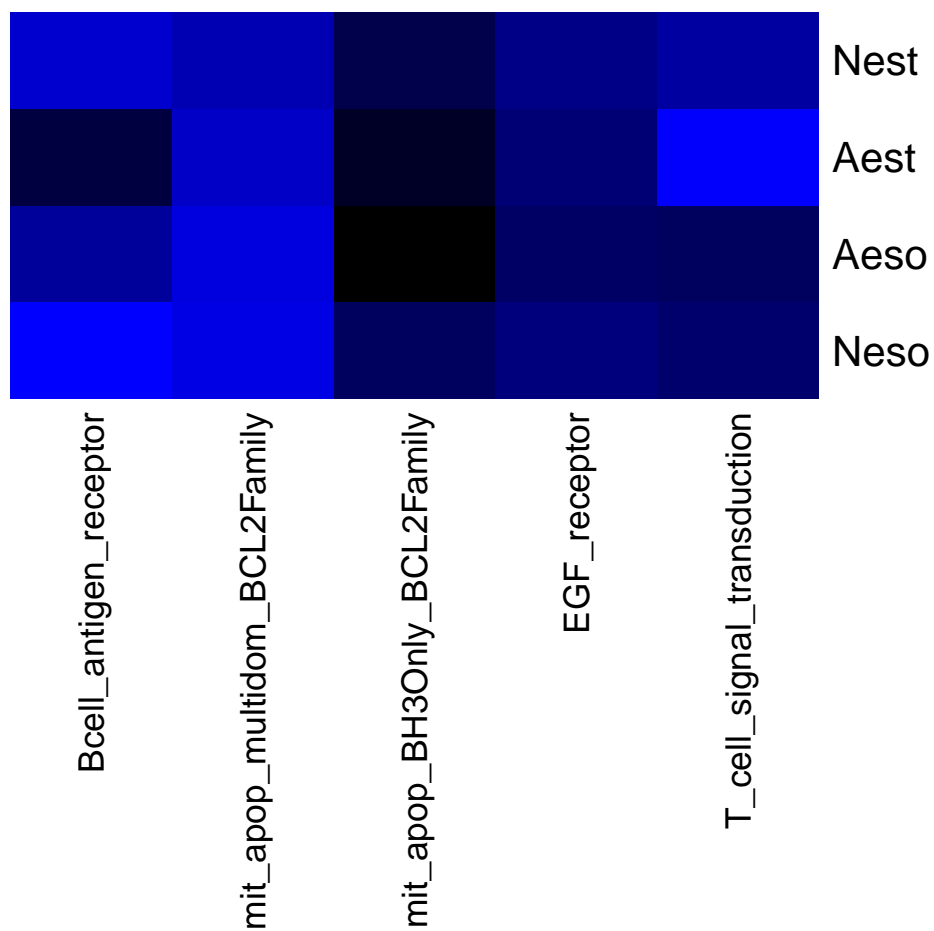 Nest
Aest
Aeso
Neso
Bcell_antigen_receptor
mit_apop_multidom_BCL2Family
mit_apop_BH3Only_BCL2Family
EGF_receptor
T_cell_signal_transduction